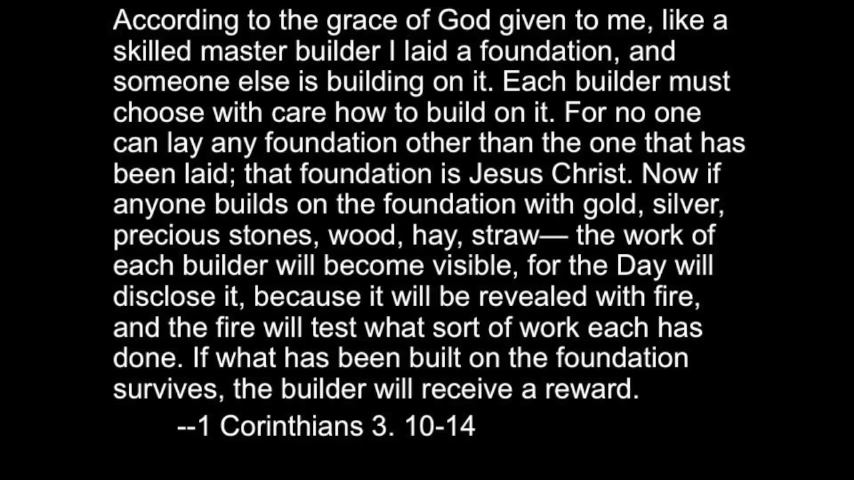 According to the grace of God given to me, like a
skilled master builder I laid a foundation, and
someone else is building on it. Each builder must
choose with care how to build on it. For no one
can lay any foundation other than the one that has
been laid; that foundation is Jesus Christ. Now if
anyone builds on the foundation with gold, silver,
precious stones, wood, hay, straw— the work of
each builder will become visible, for the Day will
disclose it, because it will be revealed with fire,
and the fire will test what sort of work each has
done. If what has been built on the foundation
survives, the builder will receive a reward.
--1 Corinthians 3. 10-14